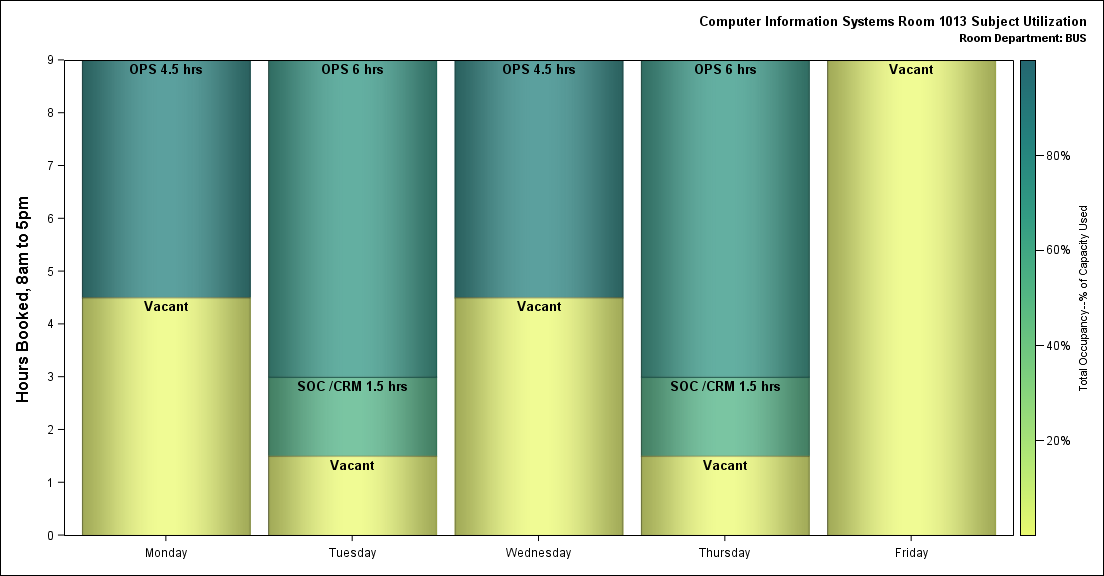 Computer Information Systems Room 1013 Subject Utilization
Room Department: BUS
Hours Booked, 8am to 5pm
9
8
7
6
5
4
3
2
1
0
OPS 4.5 hrs
Vacant
OPS 6 hrs
SOC /CRM 1.5 hrs
Vacant
OPS 4.5 hrs
Vacant
OPS 6 hrs
SOC /CRM 1.5 hrs
Vacant
Vacant
Monday
Tuesday
Wednesday
Thursday
Friday
80%
60%
40%
20%
Total Occupancy--% of Capacity Used